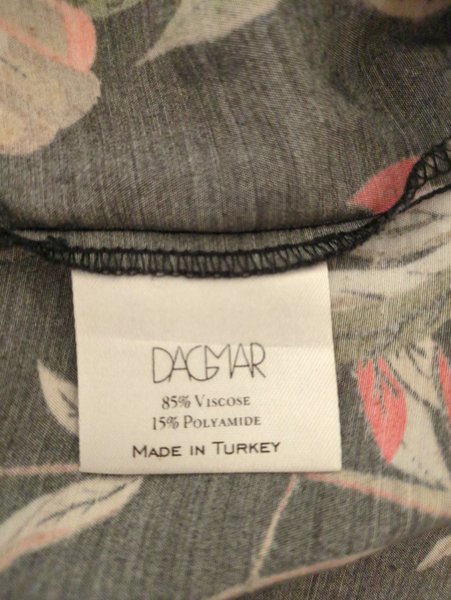 DAGMAR
85% VISCOSE
15% POLYAMIDE
MADE IN TURKEY